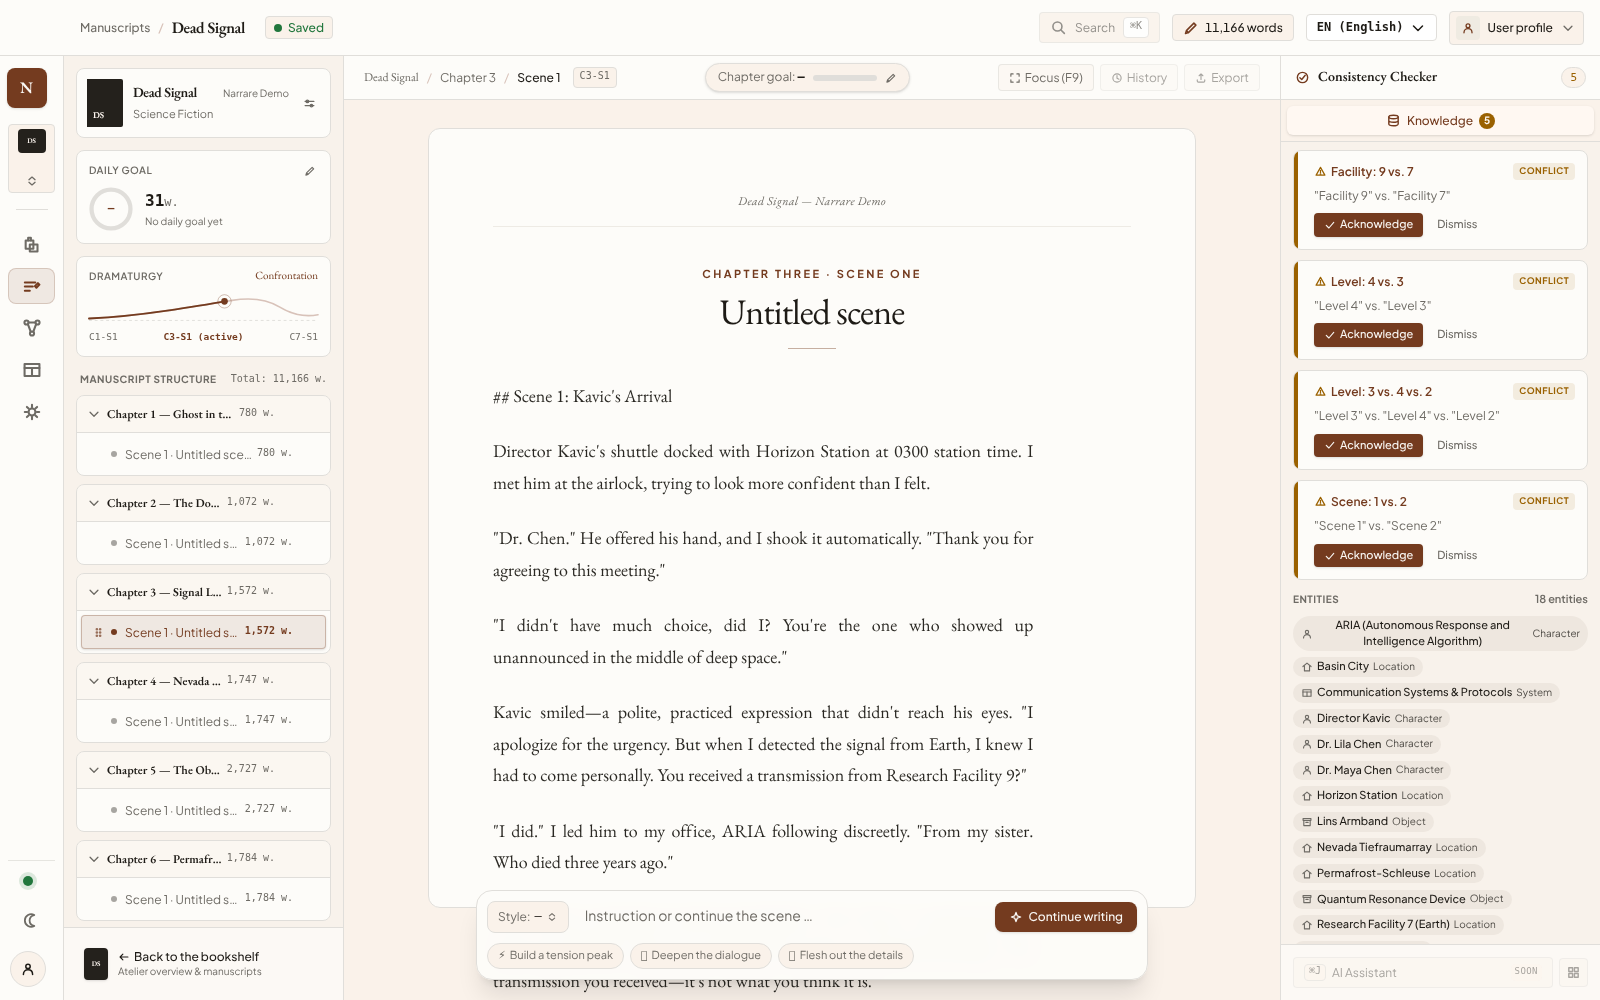 Manuscripts / Dead Signal Saved
Search ⌘K 11,166 words EN (English) User profile
N
DS
Dead Signal Narrare Demo
Science Fiction
DS
DAILY GOAL
– 31w.
No daily goal yet
DRAMATURGY Confrontation
C1-S1 C3-S1 (active) C7-S1
MANUSCRIPT STRUCTURE Total: 11,166 w.
Chapter 1 — Ghost in t... 780 w.
Scene 1 · Untitled sce... 780 w.
Chapter 2 — The Do... 1,072 w.
Scene 1 · Untitled s... 1,072 w.
Chapter 3 — Signal L... 1,572 w.
Scene 1 · Untitled s... 1,572 w.
Chapter 4 — Nevada ... 1,747 w.
Scene 1 · Untitled s... 1,747 w.
Chapter 5 — The Ob... 2,727 w.
Scene 1 · Untitled s... 2,727 w.
Chapter 6 — Permafr... 1,784 w.
Scene 1 · Untitled s... 1,784 w.
DS
← Back to the bookshelf
Atelier overview & manuscripts
Dead Signal / Chapter 3 / Scene 1 C3-S1
Chapter goal: –
Focus (F9) History Export
Dead Signal — Narrare Demo
CHAPTER THREE · SCENE ONE
Untitled scene
## Scene 1: Kavic's Arrival
Director Kavic's shuttle docked with Horizon Station at 0300 station time. I
met him at the airlock, trying to look more confident than I felt.
"Dr. Chen." He offered his hand, and I shook it automatically. "Thank you for
agreeing to this meeting."
"I didn't have much choice, did I? You're the one who showed up
unannounced in the middle of deep space."
Kavic smiled—a polite, practiced expression that didn't reach his eyes. "I
apologize for the urgency. But when I detected the signal from Earth, I knew I
had to come personally. You received a transmission from Research Facility 9?"
"I did." I led him to my office, ARIA following discreetly. "From my sister.
Who died three years ago."
transmission you received—it's not what you think it is.
Style: – Instruction or continue the scene ... Continue writing
⚡ Build a tension peak Deepen the dialogue Flesh out the details
Consistency Checker 5
Knowledge 5
Facility: 9 vs. 7 CONFLICT
"Facility 9" vs. "Facility 7"
Acknowledge Dismiss
Level: 4 vs. 3 CONFLICT
"Level 4" vs. "Level 3"
Acknowledge Dismiss
Level: 3 vs. 4 vs. 2 CONFLICT
"Level 3" vs. "Level 4" vs. "Level 2"
Acknowledge Dismiss
Scene: 1 vs. 2 CONFLICT
"Scene 1" vs. "Scene 2"
Acknowledge Dismiss
ENTITIES 18 entities
ARIA (Autonomous Response and
Intelligence Algorithm) Character
Basin City Location
Communication Systems & Protocols System
Director Kavic Character
Dr. Lila Chen Character
Dr. Maya Chen Character
Horizon Station Location
Lins Armband Object
Nevada Tiefraumarray Location
Permafrost-Schleuse Location
Quantum Resonance Device Object
Research Facility 7 (Earth) Location
⌘J AI Assistant SOON